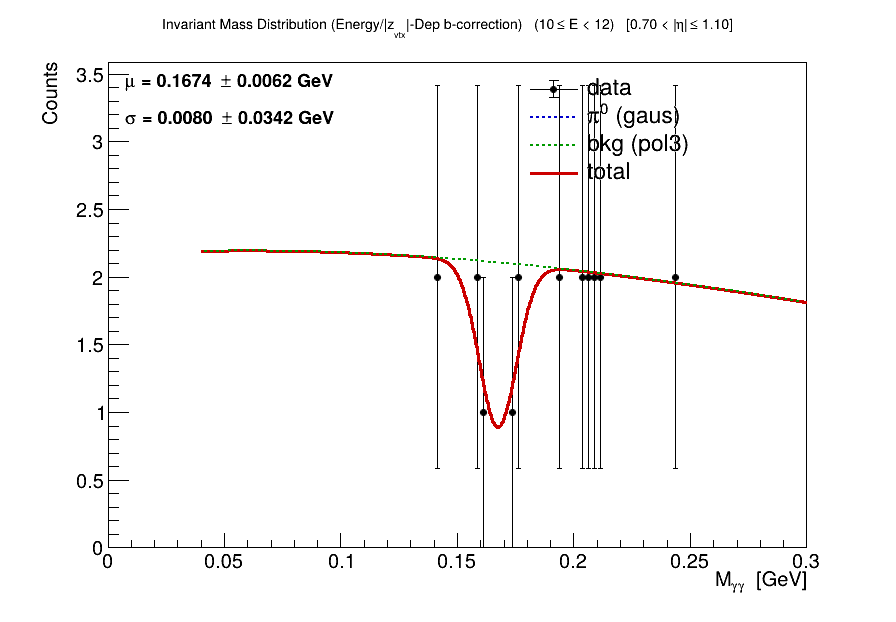 Invariant Mass Distribution (Energy/|z_vtx|-Dep b-correction) (10 ≤ E < 12) [0.70 < |η| ≤ 1.10]
Counts
μ = 0.1674 ± 0.0062 GeV
σ = 0.0080 ± 0.0342 GeV
data
π⁰ (gaus)
bkg (pol3)
total
3.5
3
2.5
2
1.5
1
0.5
0
0 0.05 0.1 0.15 0.2 0.25 0.3
M_γγ [GeV]